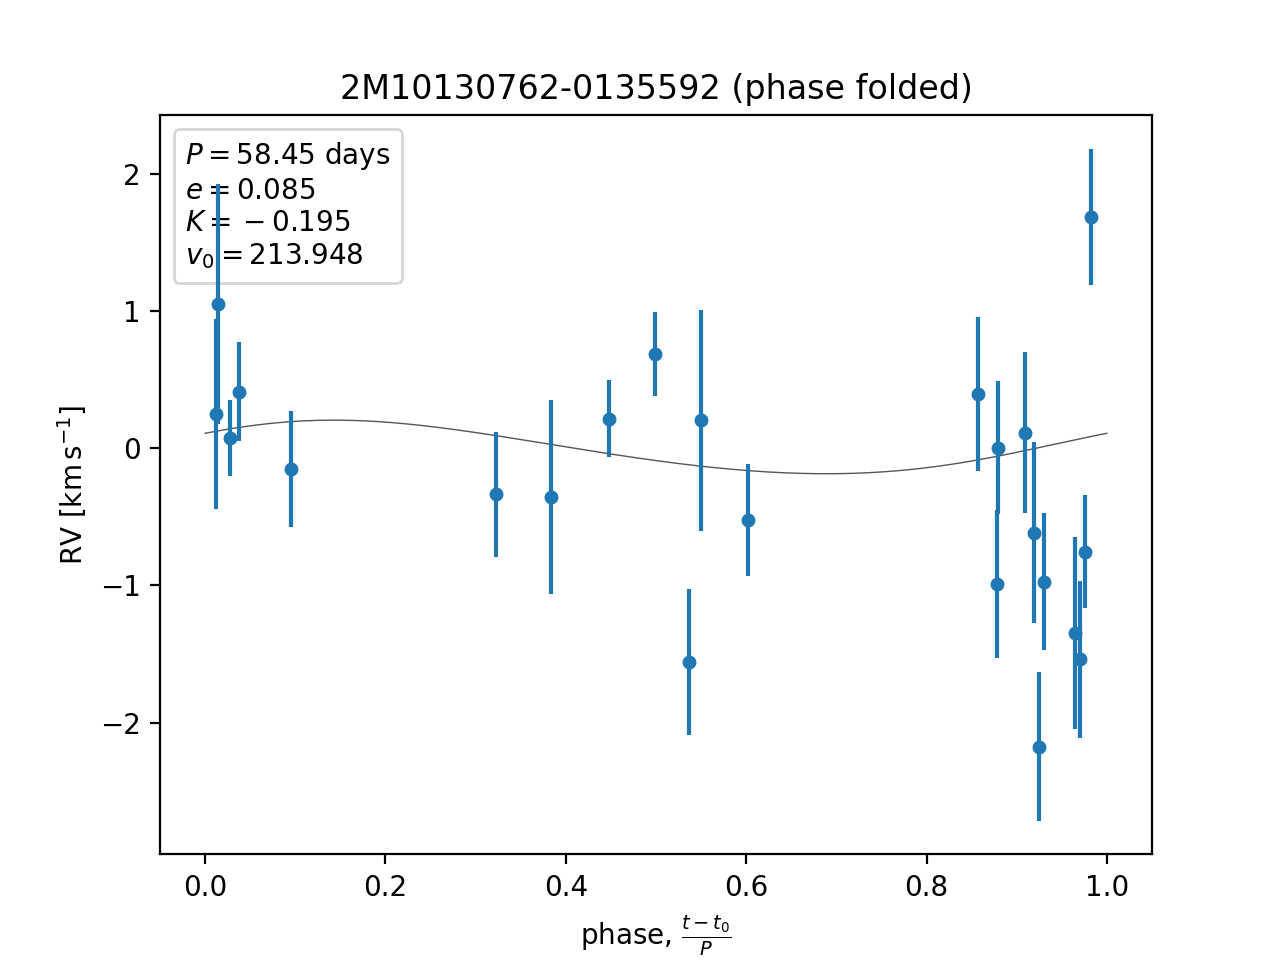 2M10130762-0135592 (phase folded)
P = 58.45 days
e = 0.085
K = −0.195
v₀ = 213.948
2
1
0
−1
−2
RV [km s⁻¹]
0.0 0.2 0.4 0.6 0.8 1.0
phase, (t − t₀)/P